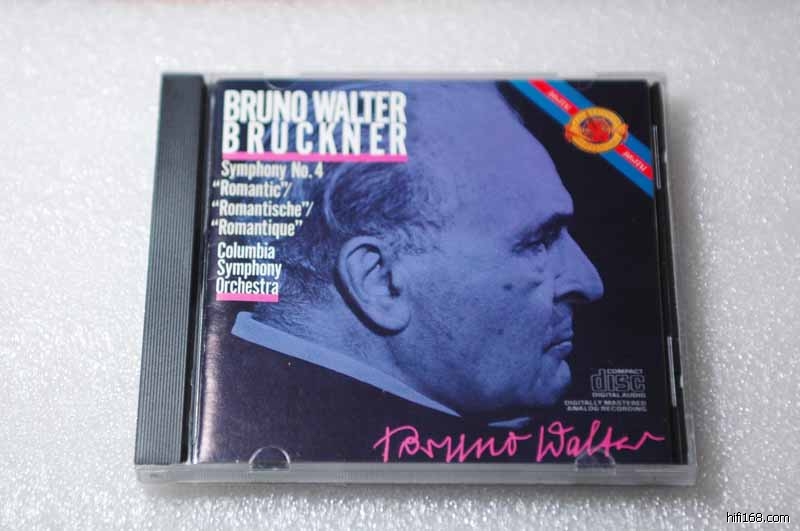 BRUNO WALTER
BRUCKNER
Symphony No. 4
“Romantic”/
“Romantische”/
“Romantique”
Columbia
Symphony
Orchestra
COMPACT
disc
DIGITAL AUDIO
DIGITALLY MASTERED
ANALOG RECORDING
Bruno Walter
hifi168.com